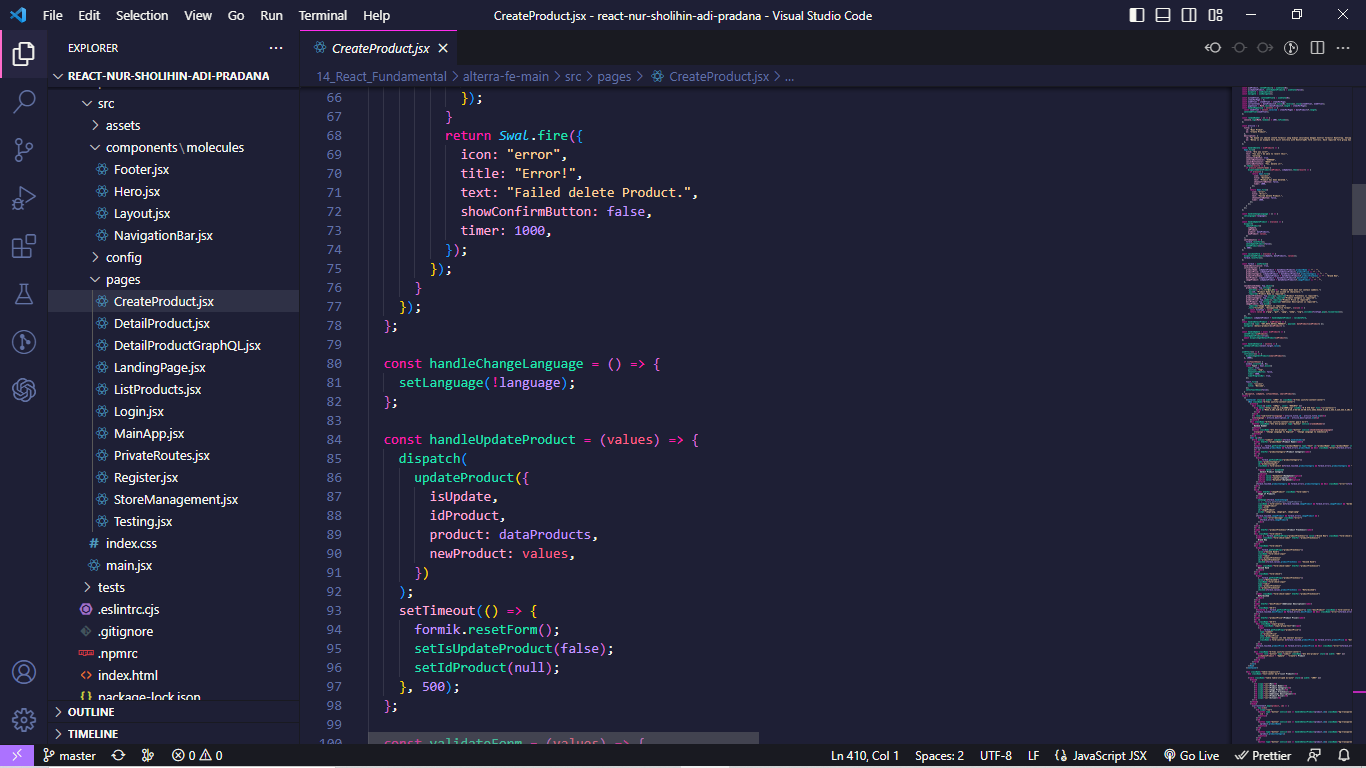 File Edit Selection View Go Run Terminal Help CreateProduct.jsx - react-nur-sholihin-adi-pradana - Visual Studio Code
EXPLORER
REACT-NUR-SHOLIHIN-ADI-PRADANA
src
assets
components\molecules
Footer.jsx
Hero.jsx
Layout.jsx
NavigationBar.jsx
config
pages
CreateProduct.jsx
DetailProduct.jsx
DetailProductGraphQL.jsx
LandingPage.jsx
ListProducts.jsx
Login.jsx
MainApp.jsx
PrivateRoutes.jsx
Register.jsx
StoreManagement.jsx
Testing.jsx
index.css
main.jsx
tests
.eslintrc.cjs
.gitignore
.npmrc
index.html
package-lock.json
OUTLINE
TIMELINE
CreateProduct.jsx
14_React_Fundamental > alterra-fe-main > src > pages > CreateProduct.jsx > ...
66 });
67 }
68 return Swal.fire({
69 icon: "error",
70 title: "Error!",
71 text: "Failed delete Product.",
72 showConfirmButton: false,
73 timer: 1000,
74 });
75 });
76 }
77 });
78 };
79
80 const handleChangeLanguage = () => {
81 setLanguage(!language);
82 };
83
84 const handleUpdateProduct = (values) => {
85 dispatch(
86 updateProduct({
87 isUpdate,
88 idProduct,
89 product: dataProducts,
90 newProduct: values,
91 })
92 );
93 setTimeout(() => {
94 formik.resetForm();
95 setIsUpdateProduct(false);
96 setIdProduct(null);
97 }, 500);
98 };
99
100 const validateForm = (values) => {
master 0 0 Ln 410, Col 1 Spaces: 2 UTF-8 LF {} JavaScript JSX Go Live Prettier